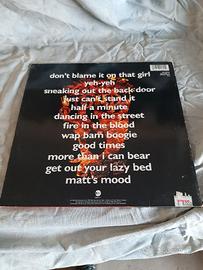 don't blame it on that girl
yeh-yeh
sneaking out the back door
just can't stand it
half a minute
dancing in the street
fire in the blood
wap bam boogie
good times
more than i can bear
get out your lazy bed
matt's mood